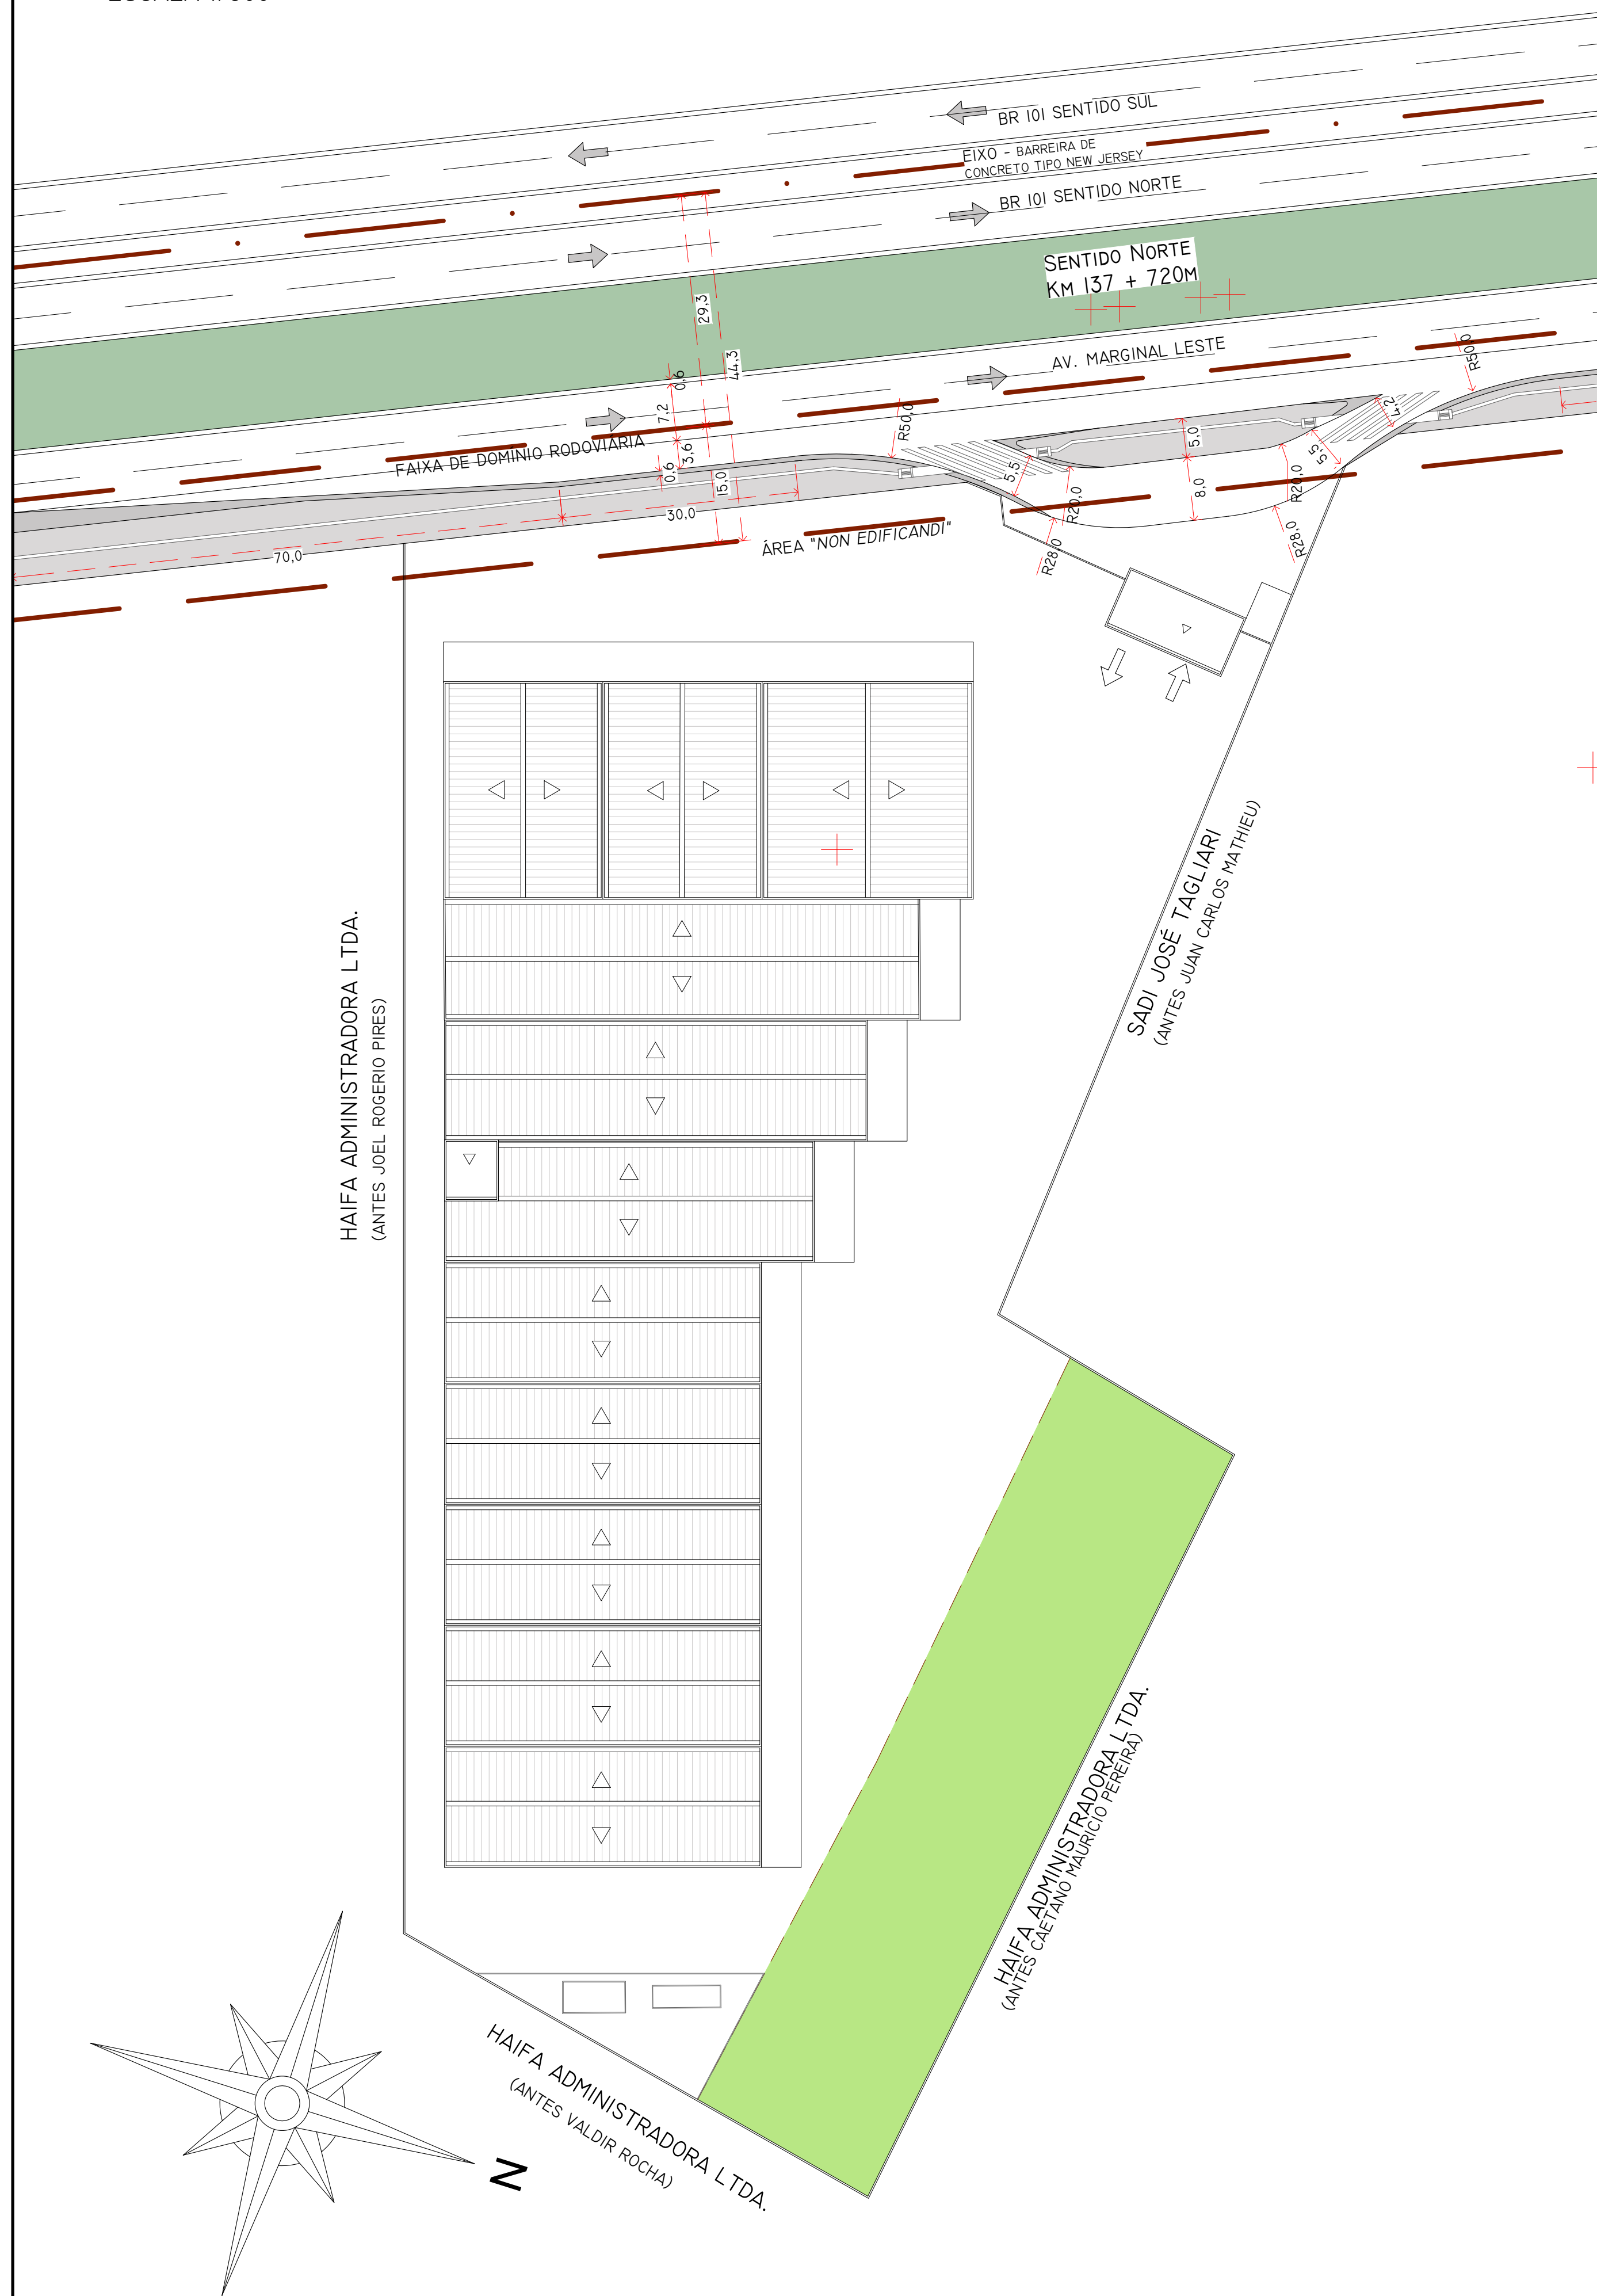 BR 101 SENTIDO SUL
EIXO - BARREIRA DE
CONCRETO TIPO NEW JERSEY
BR 101 SENTIDO NORTE
SENTIDO NORTE
KM 137 + 720M
29,3
44,3
AV. MARGINAL LESTE
R50,0
0,6
7,2
R50,0
4,2
FAIXA DE DOMÍNIO RODOVIÁRIA
3,6
0,6
15,0
5,0
5,5
5,5
8,0
R20,0
R20,0
30,0
70,0
ÁREA "NON EDIFICANDI"
R28,0
R28,0
SADI JOSÉ TAGLIARI
(ANTES JUAN CARLOS MATHIEU)
HAIFA ADMINISTRADORA LTDA.
(ANTES JOEL ROGERIO PIRES)
HAIFA ADMINISTRADORA LTDA.
(ANTES CAETANO MAURICIO PEREIRA)
HAIFA ADMINISTRADORA LTDA.
(ANTES VALDIR ROCHA)
N